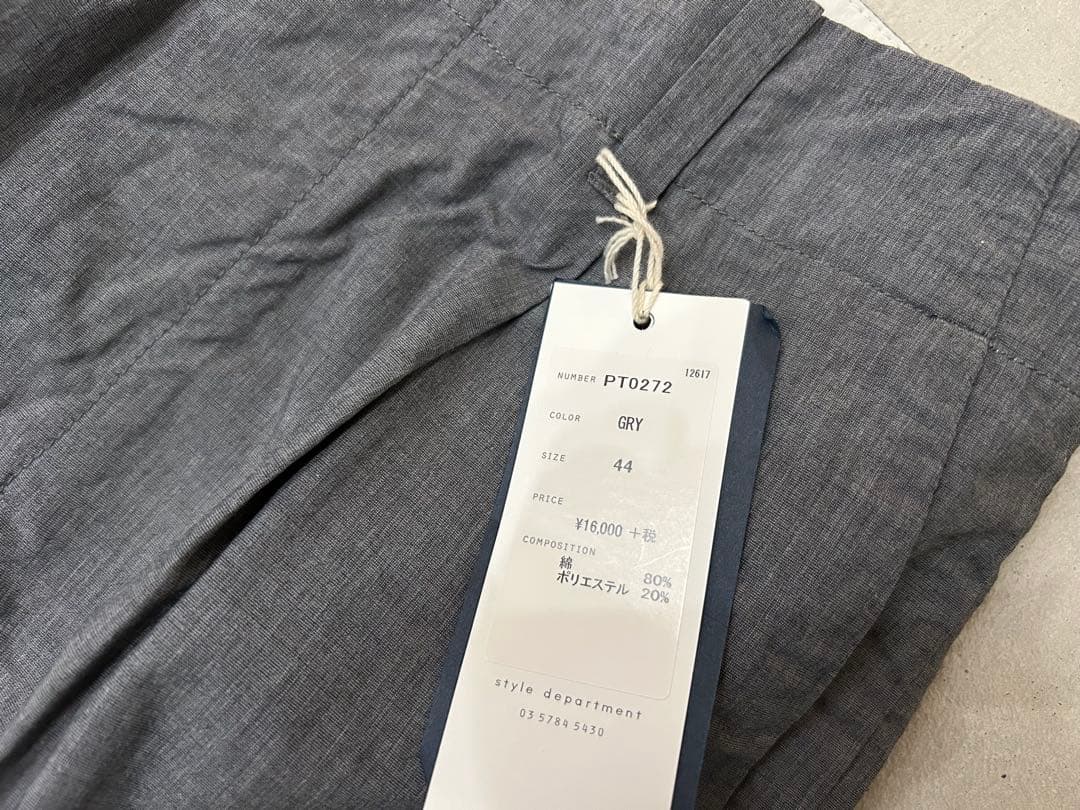 12617
NUMBER PT0272
COLOR GRY
SIZE 44
PRICE
¥16,000 +税
COMPOSITION
綿 80%
ポリエステル 20%
style department
03 5784 5430